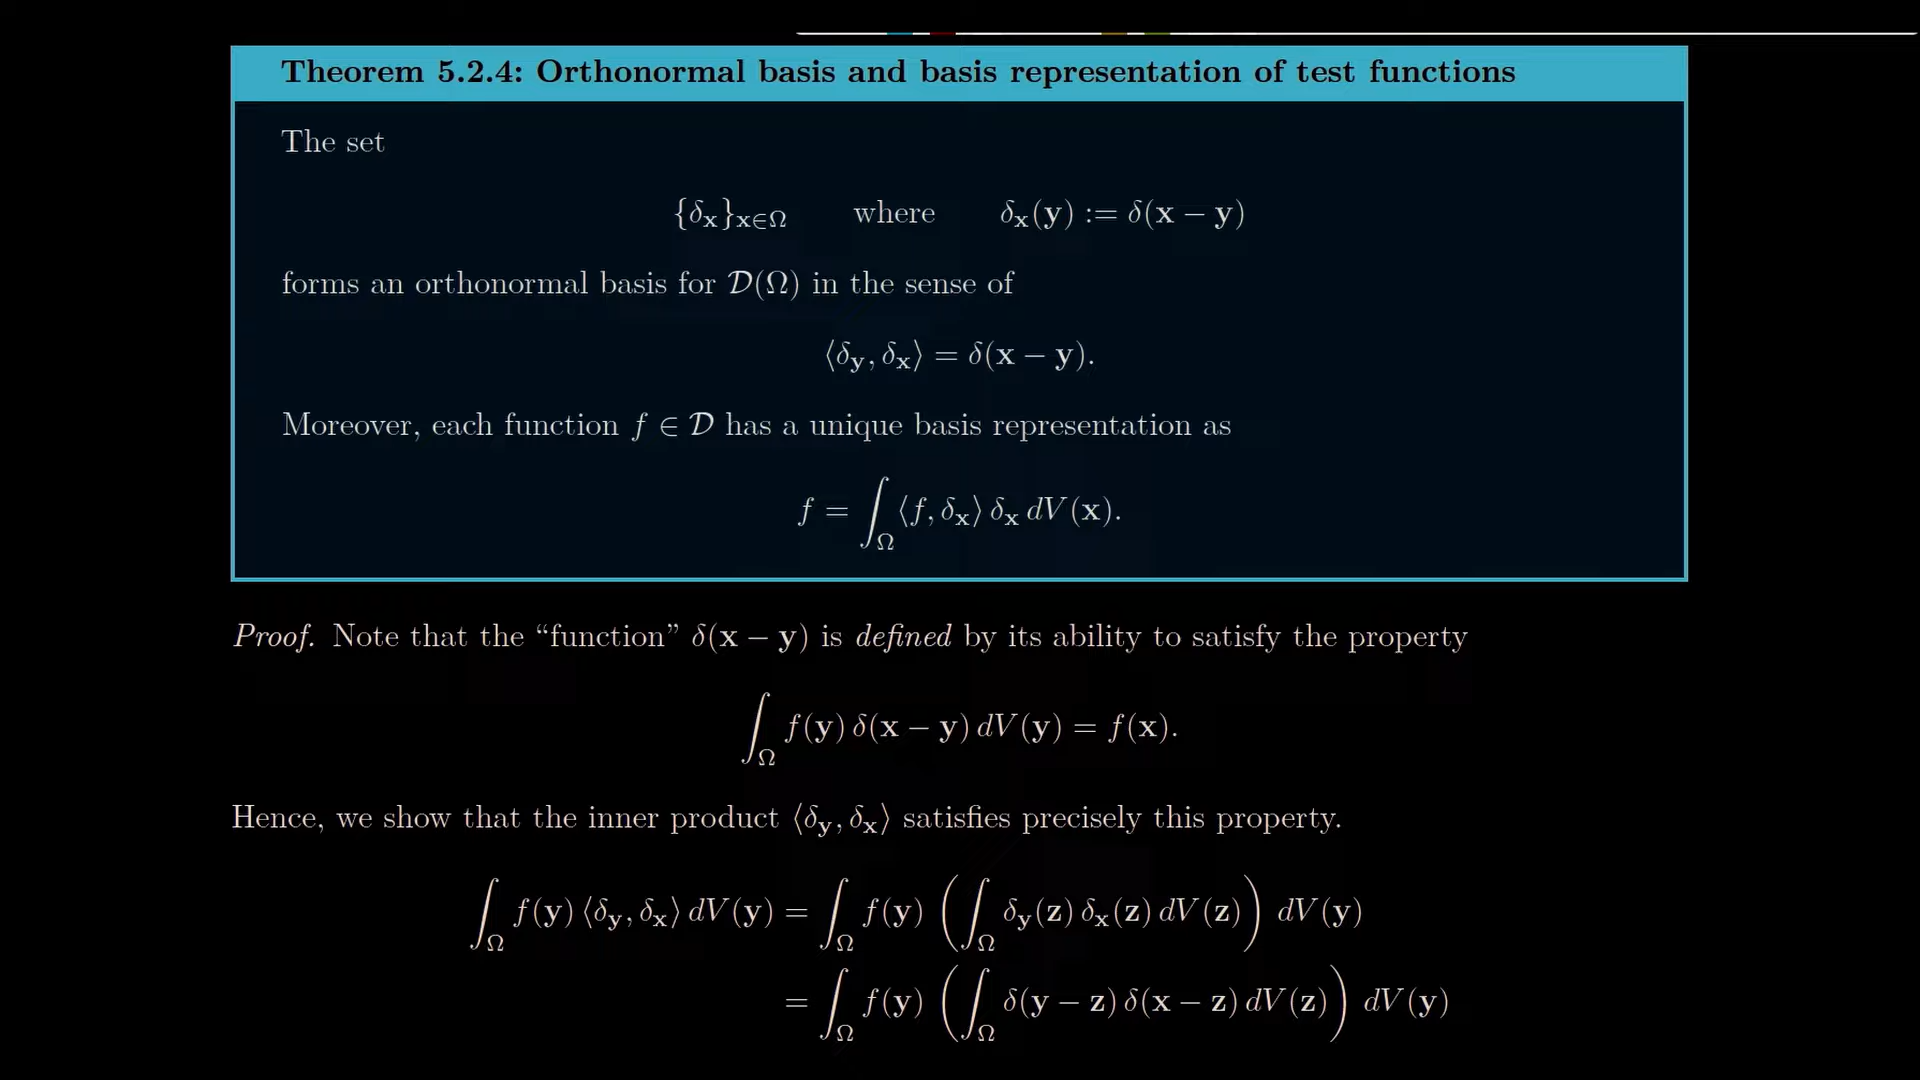 Theorem 5.2.4: Orthonormal basis and basis representation of test functions
The set
{δ_𝐱}_{𝐱∈Ω} where δ_𝐱(𝐲) := δ(𝐱 − 𝐲)
forms an orthonormal basis for 𝒟(Ω) in the sense of
⟨δ_𝐲, δ_𝐱⟩ = δ(𝐱 − 𝐲).
Moreover, each function f ∈ 𝒟 has a unique basis representation as
f = ∫_Ω ⟨f, δ_𝐱⟩ δ_𝐱 dV(𝐱).
Proof. Note that the “function” δ(𝐱 − 𝐲) is defined by its ability to satisfy the property
∫_Ω f(𝐲) δ(𝐱 − 𝐲) dV(𝐲) = f(𝐱).
Hence, we show that the inner product ⟨δ_𝐲, δ_𝐱⟩ satisfies precisely this property.
∫_Ω f(𝐲) ⟨δ_𝐲, δ_𝐱⟩ dV(𝐲) = ∫_Ω f(𝐲) (∫_Ω δ_𝐲(𝐳) δ_𝐱(𝐳) dV(𝐳)) dV(𝐲)
= ∫_Ω f(𝐲) (∫_Ω δ(𝐲 − 𝐳) δ(𝐱 − 𝐳) dV(𝐳)) dV(𝐲)